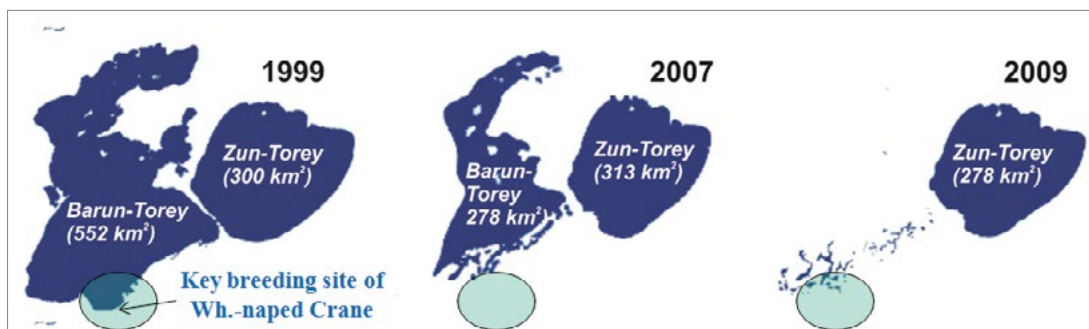 1999
Zun-Torey
(300 km²)
Barun-Torey
(552 km²)
Key breeding site of
Wh.-naped Crane
2007
Zun-Torey
(313 km²)
Barun-
Torey
278 km²)
2009
Zun-Torey
(278 km²)